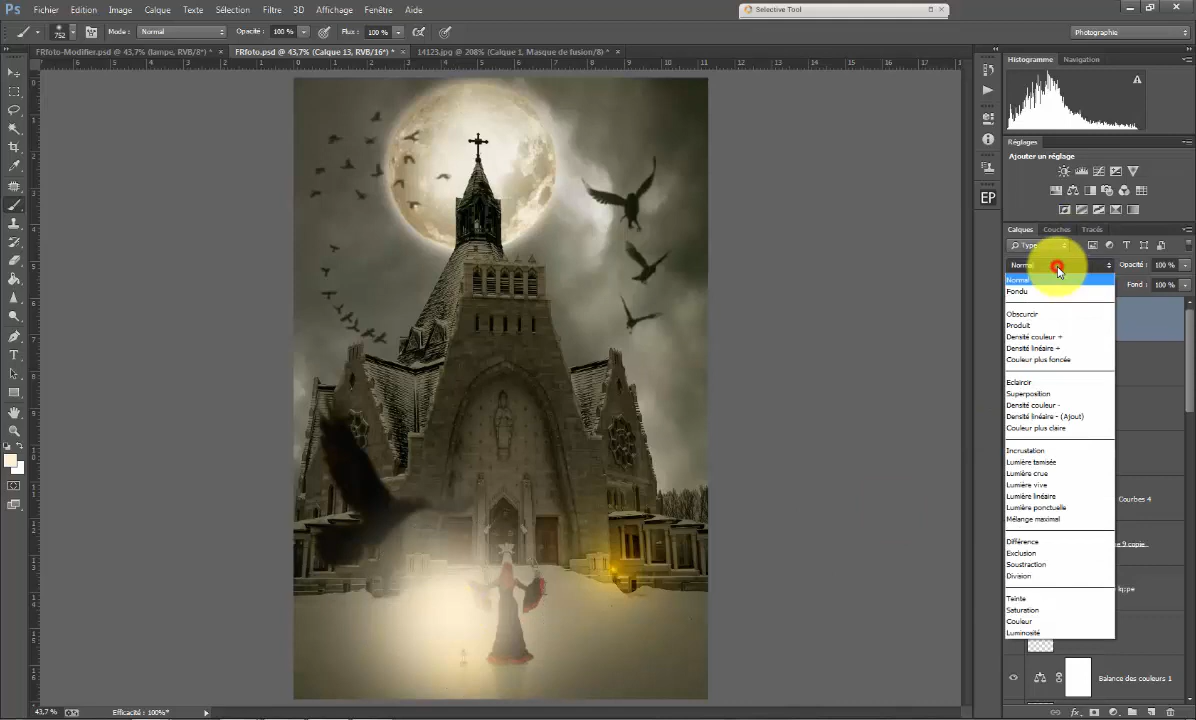 Ps Fichier Edition Image Calque Texte Sélection Filtre 3D Affichage Fenêtre Aide
Selective Tool
752 Mode : Normal Opacité : 100 % Flux : 100 % Photographie
FRfoto-Modifier.psd @ 43,7% (lampe, RVB/8*) * × FRfoto.psd @ 43,7% (Calque 13, RVB/16*) * × 14123.jpg @ 208% (Calque 1, Masque de fusion/8) * ×
Histogramme Navigation
Réglages
Ajouter un réglage
EP
Calques Couches Tracés
Type
Normal Opacité : 100 %
Fond : 100 %
Normal
Fondu
Obscurcir
Produit
Densité couleur +
Densité linéaire +
Couleur plus foncée
Eclaircir
Superposition
Densité couleur -
Densité linéaire - (Ajout)
Couleur plus claire
Incrustation
Lumière tamisée
Lumière crue
Lumière vive
Lumière linéaire
Lumière ponctuelle
Mélange maximal
Différence
Exclusion
Soustraction
Division
Teinte
Saturation
Couleur
Luminosité
Courbes 4
9 copie
Balance des couleurs 1
43,7 % Efficacité : 100%*